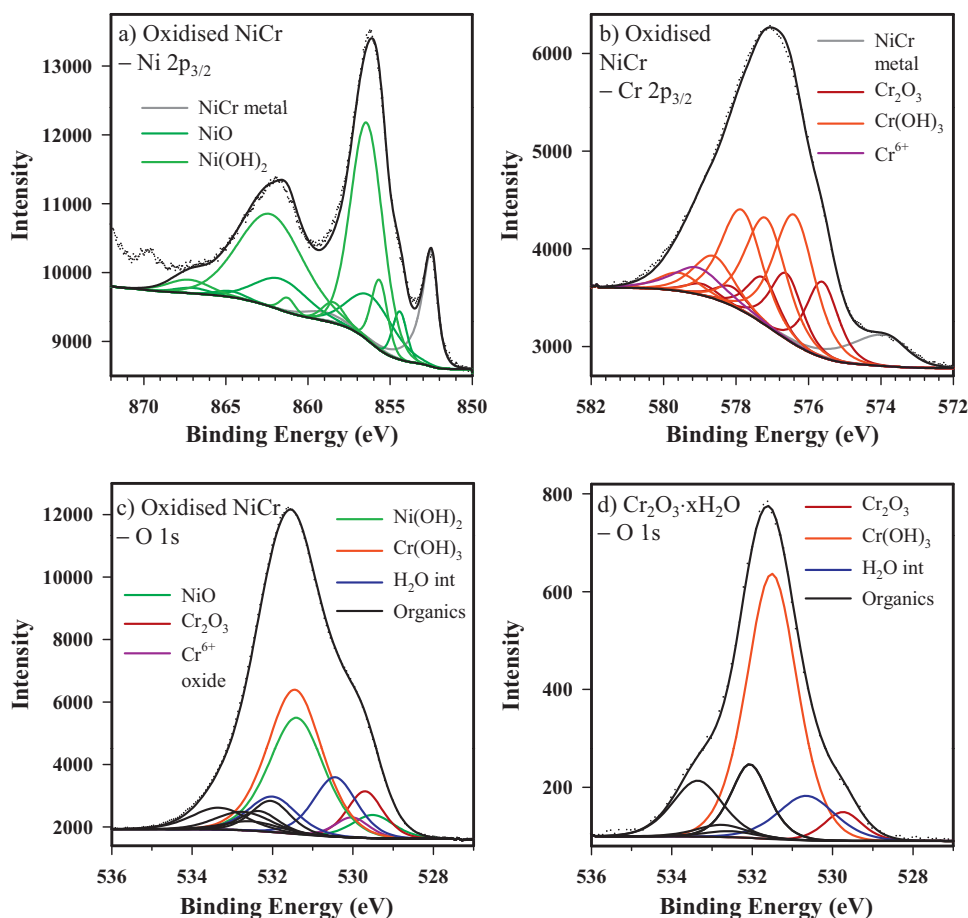 a) Oxidised NiCr
– Ni 2p3/2
NiCr metal
NiO
Ni(OH)2
Intensity
13000
12000
11000
10000
9000
870 865 860 855 850
Binding Energy (eV)
b) Oxidised
NiCr
– Cr 2p3/2
NiCr
metal
Cr2O3
Cr(OH)3
Cr6+
Intensity
6000
5000
4000
3000
582 580 578 576 574 572
Binding Energy (eV)
c) Oxidised NiCr
– O 1s
Ni(OH)2
Cr(OH)3
H2O int
Organics
NiO
Cr2O3
Cr6+
oxide
Intensity
12000
10000
8000
6000
4000
2000
536 534 532 530 528
Binding Energy (eV)
d) Cr2O3·xH2O
– O 1s
Cr2O3
Cr(OH)3
H2O int
Organics
Intensity
800
600
400
200
536 534 532 530 528
Binding Energy (eV)